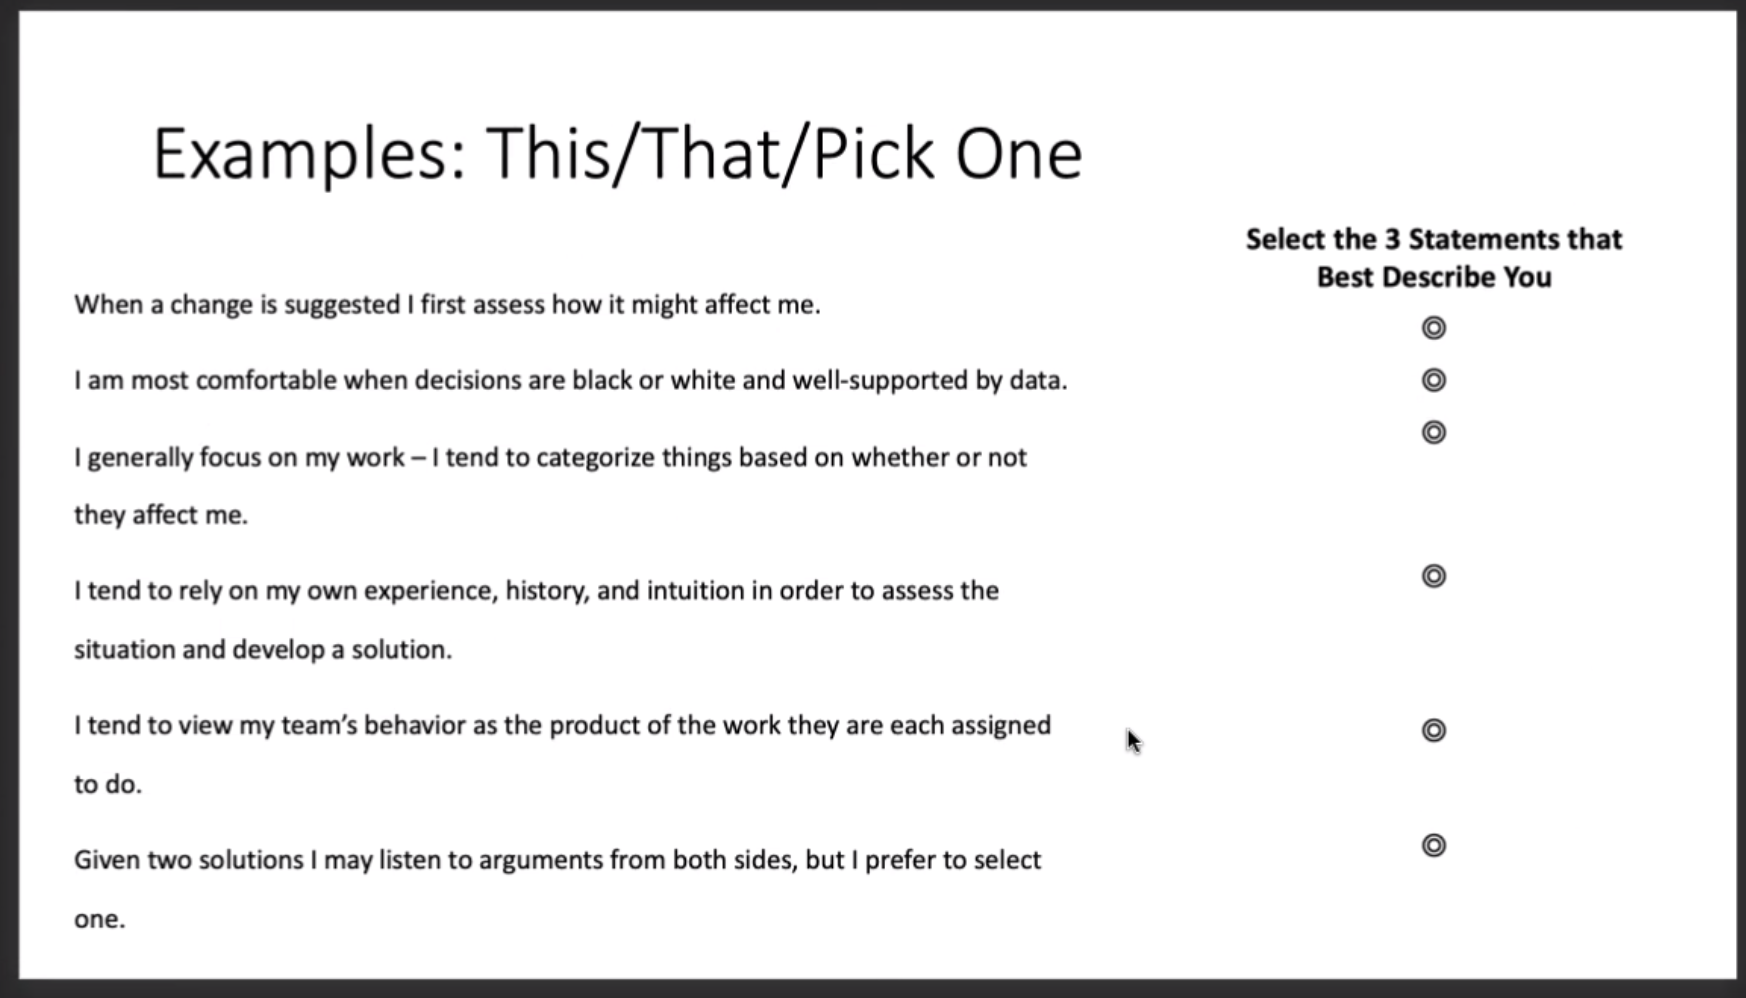 Examples: This/That/Pick One
Select the 3 Statements that
Best Describe You
When a change is suggested I first assess how it might affect me.
I am most comfortable when decisions are black or white and well-supported by data.
I generally focus on my work – I tend to categorize things based on whether or not
they affect me.
I tend to rely on my own experience, history, and intuition in order to assess the
situation and develop a solution.
I tend to view my team’s behavior as the product of the work they are each assigned
to do.
Given two solutions I may listen to arguments from both sides, but I prefer to select
one.